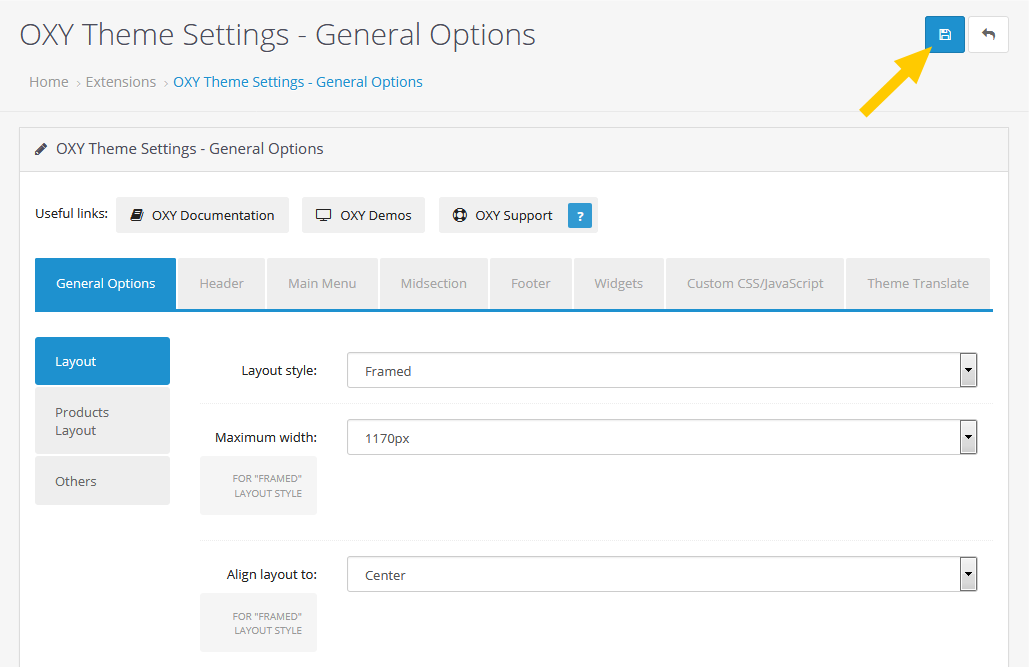 OXY Theme Settings - General Options
Home › Extensions › OXY Theme Settings - General Options
OXY Theme Settings - General Options
Useful links: OXY Documentation OXY Demos OXY Support ?
General Options Header Main Menu Midsection Footer Widgets Custom CSS/JavaScript Theme Translate
Layout
Products
Layout
Others
Layout style: Framed
Maximum width: 1170px
FOR "FRAMED"
LAYOUT STYLE
Align layout to: Center
FOR "FRAMED"
LAYOUT STYLE